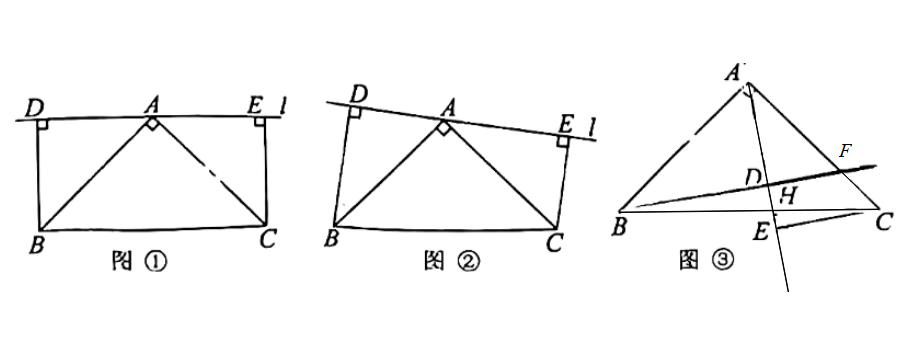 D A E l
B C
图 ①
D A E l
B C
图 ②
A
F
D H
B E C
图 ③